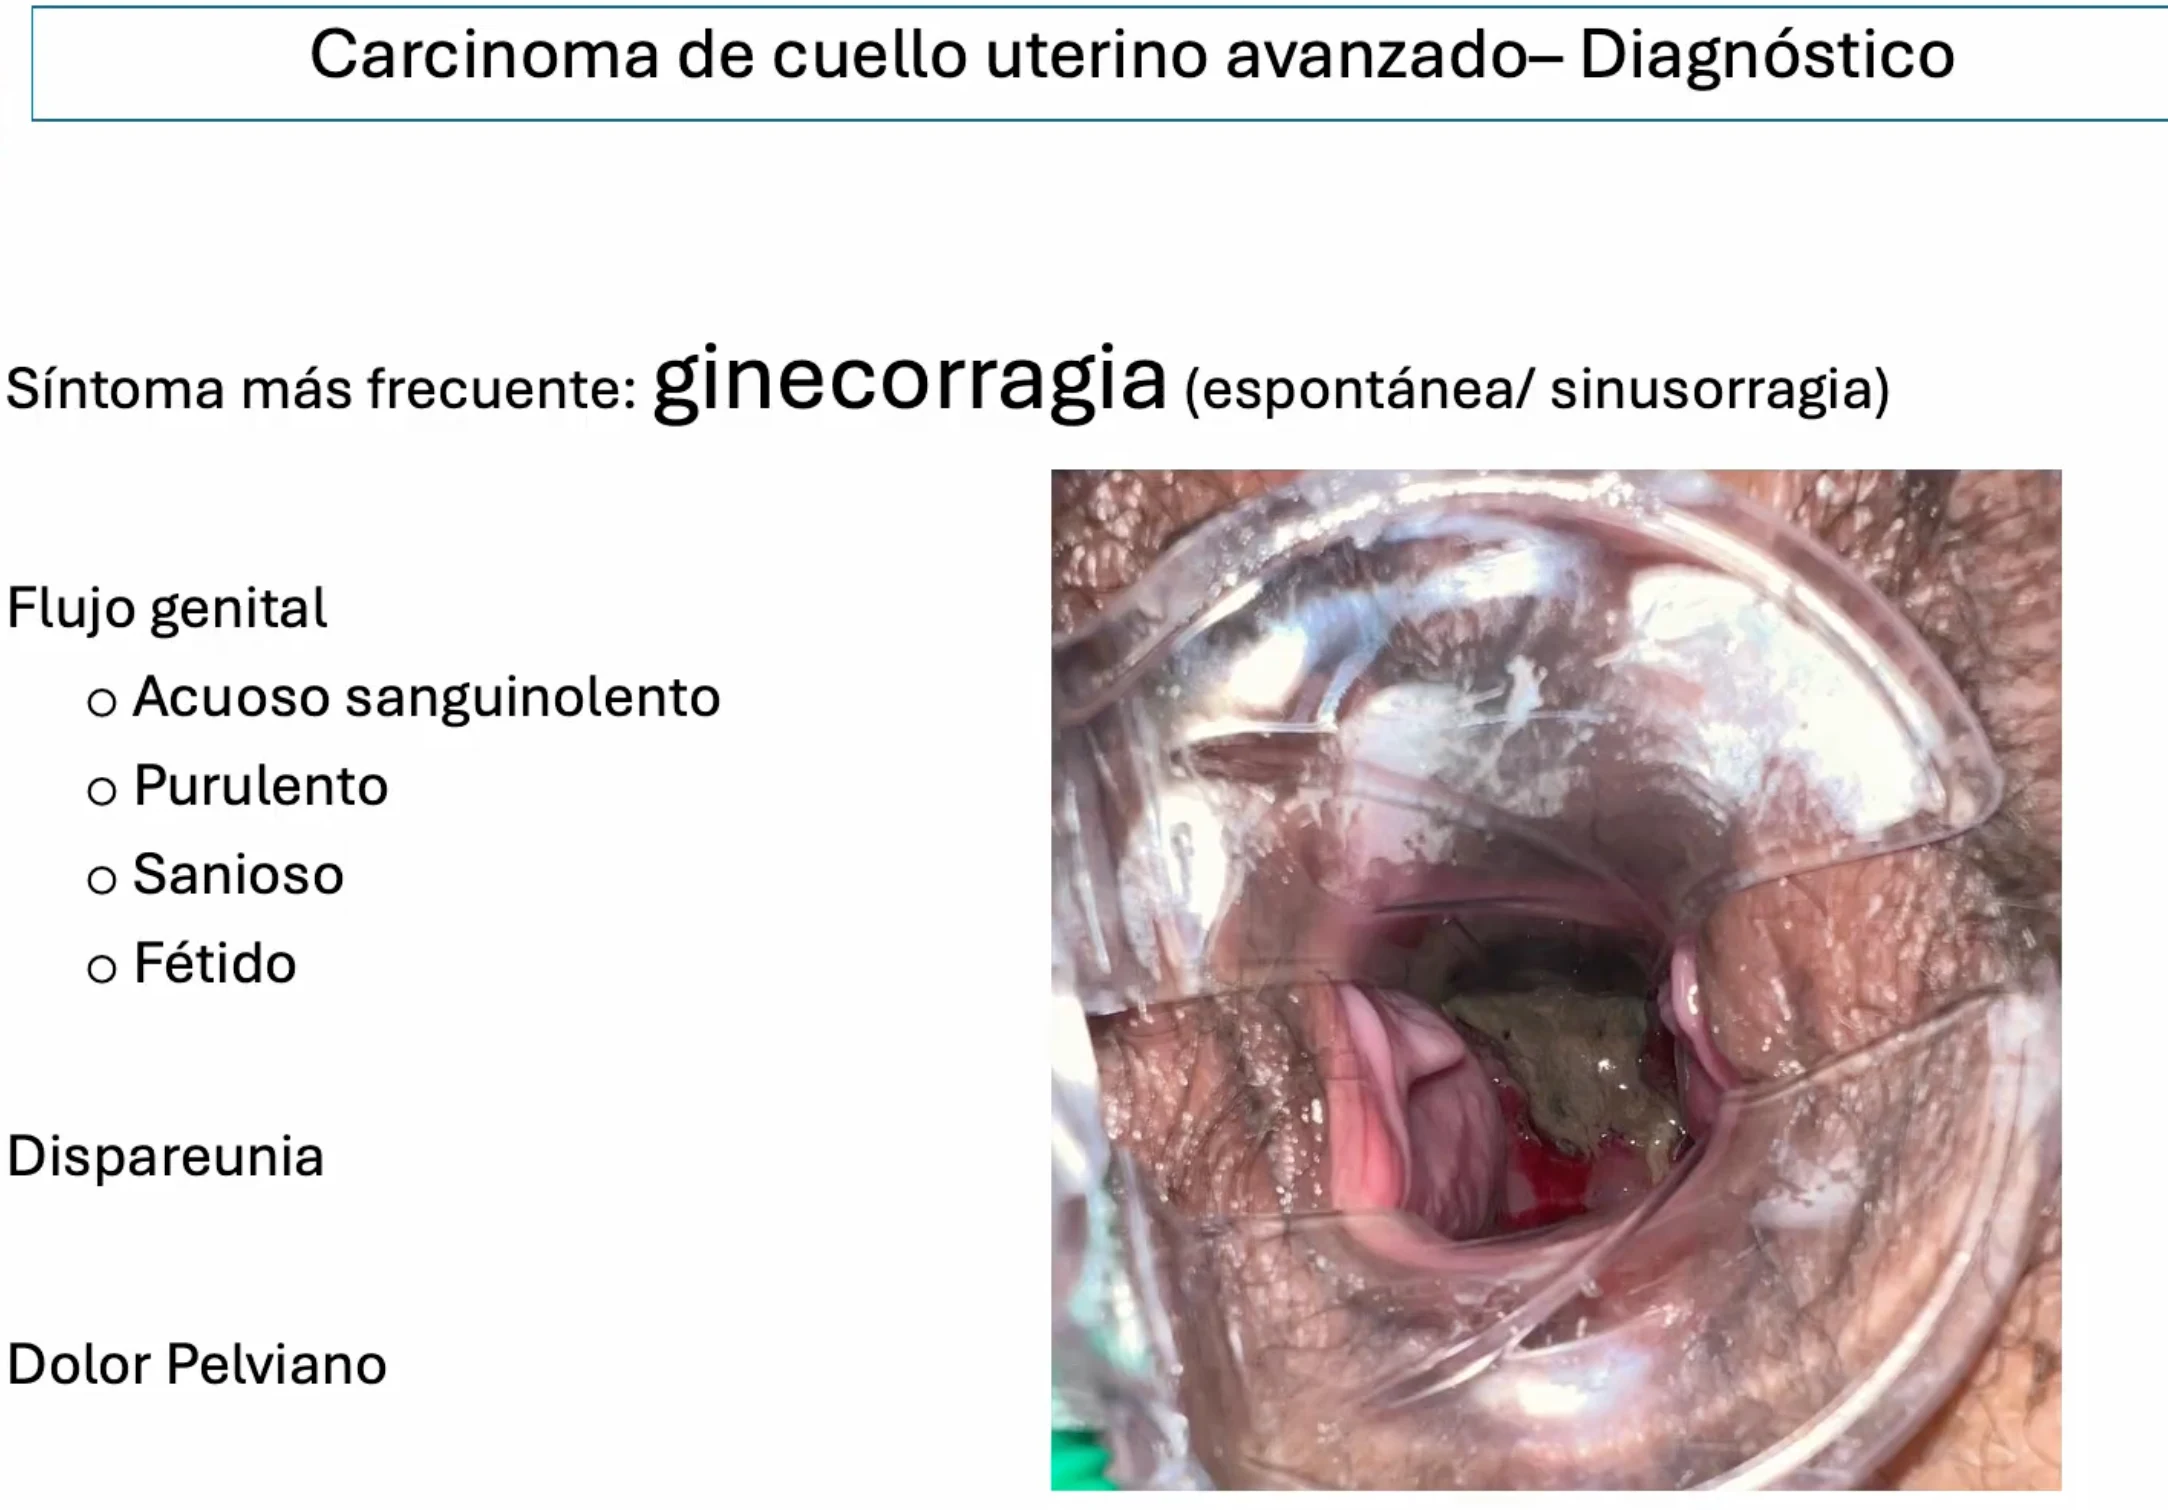 Carcinoma de cuello uterino avanzado– Diagnóstico
Síntoma más frecuente: ginecorragia (espontánea/ sinusorragia)
Flujo genital
○ Acuoso sanguinolento
○ Purulento
○ Sanioso
○ Fétido
Dispareunia
Dolor Pelviano